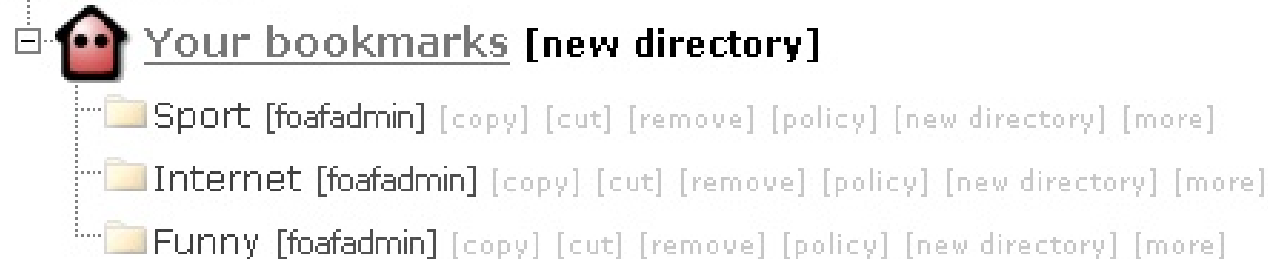 Your bookmarks [new directory]
Sport [foafadmin] [copy] [cut] [remove] [policy] [new directory] [more]
Internet [foafadmin] [copy] [cut] [remove] [policy] [new directory] [more]
Funny [foafadmin] [copy] [cut] [remove] [policy] [new directory] [more]